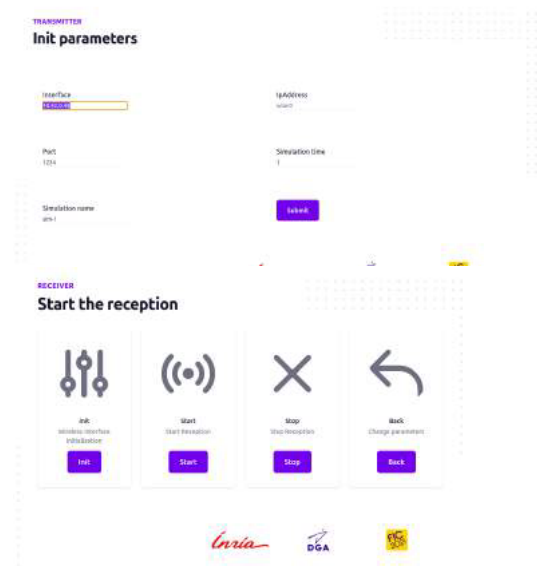 TRANSMITTER
Init parameters
Interface
IpAddress
Port
1234
Simulation time
1
Simulation name
Submit
RECEIVER
Start the reception
Init
Wireless Interface
Initialization
Init
Start
Start Reception
Start
Stop
Stop Reception
Stop
Back
Change parameters
Back
Inria
DGA
FIC